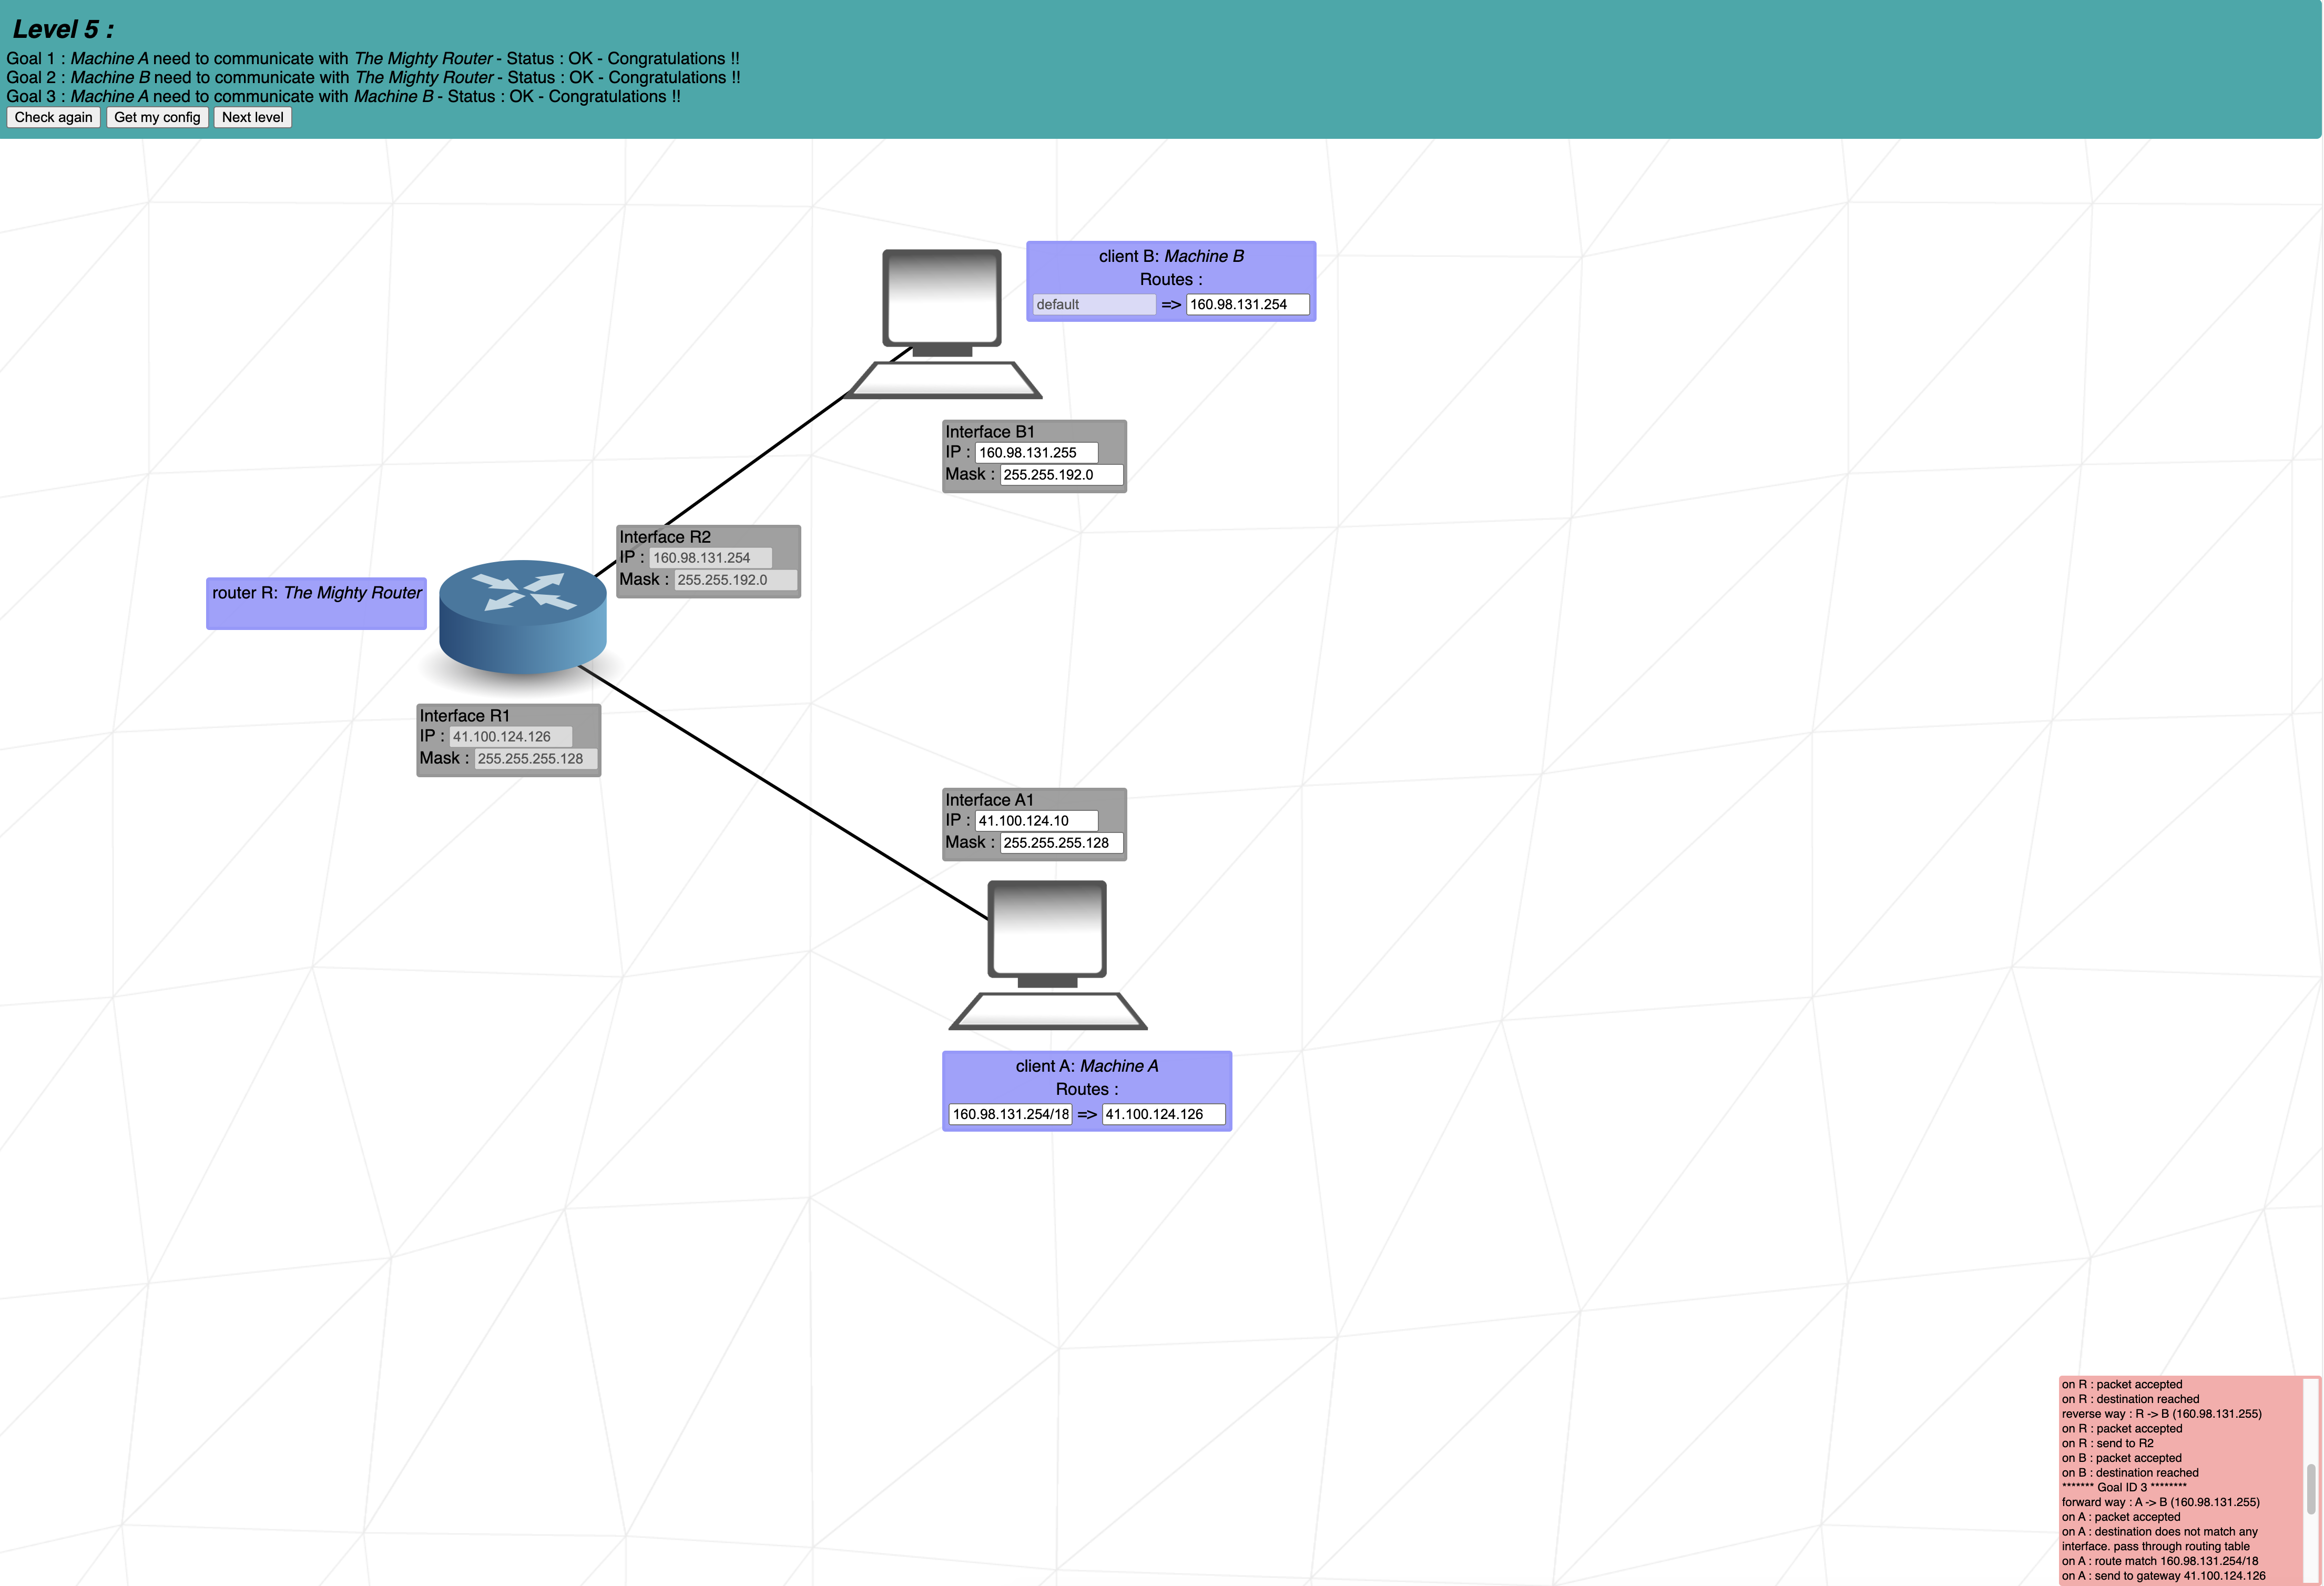 Level 5 :
Goal 1 : Machine A need to communicate with The Mighty Router - Status : OK - Congratulations !!
Goal 2 : Machine B need to communicate with The Mighty Router - Status : OK - Congratulations !!
Goal 3 : Machine A need to communicate with Machine B - Status : OK - Congratulations !!
Check again Get my config Next level
client B: Machine B
Routes :
default => 160.98.131.254
Interface B1
IP : 160.98.131.255
Mask : 255.255.192.0
Interface R2
IP : 160.98.131.254
Mask : 255.255.192.0
router R: The Mighty Router
Interface R1
IP : 41.100.124.126
Mask : 255.255.255.128
Interface A1
IP : 41.100.124.10
Mask : 255.255.255.128
client A: Machine A
Routes :
160.98.131.254/18 => 41.100.124.126
on R : packet accepted
on R : destination reached
reverse way : R -> B (160.98.131.255)
on R : packet accepted
on R : send to R2
on B : packet accepted
on B : destination reached
******* Goal ID 3 ********
forward way : A -> B (160.98.131.255)
on A : packet accepted
on A : destination does not match any
interface. pass through routing table
on A : route match 160.98.131.254/18
on A : send to gateway 41.100.124.126